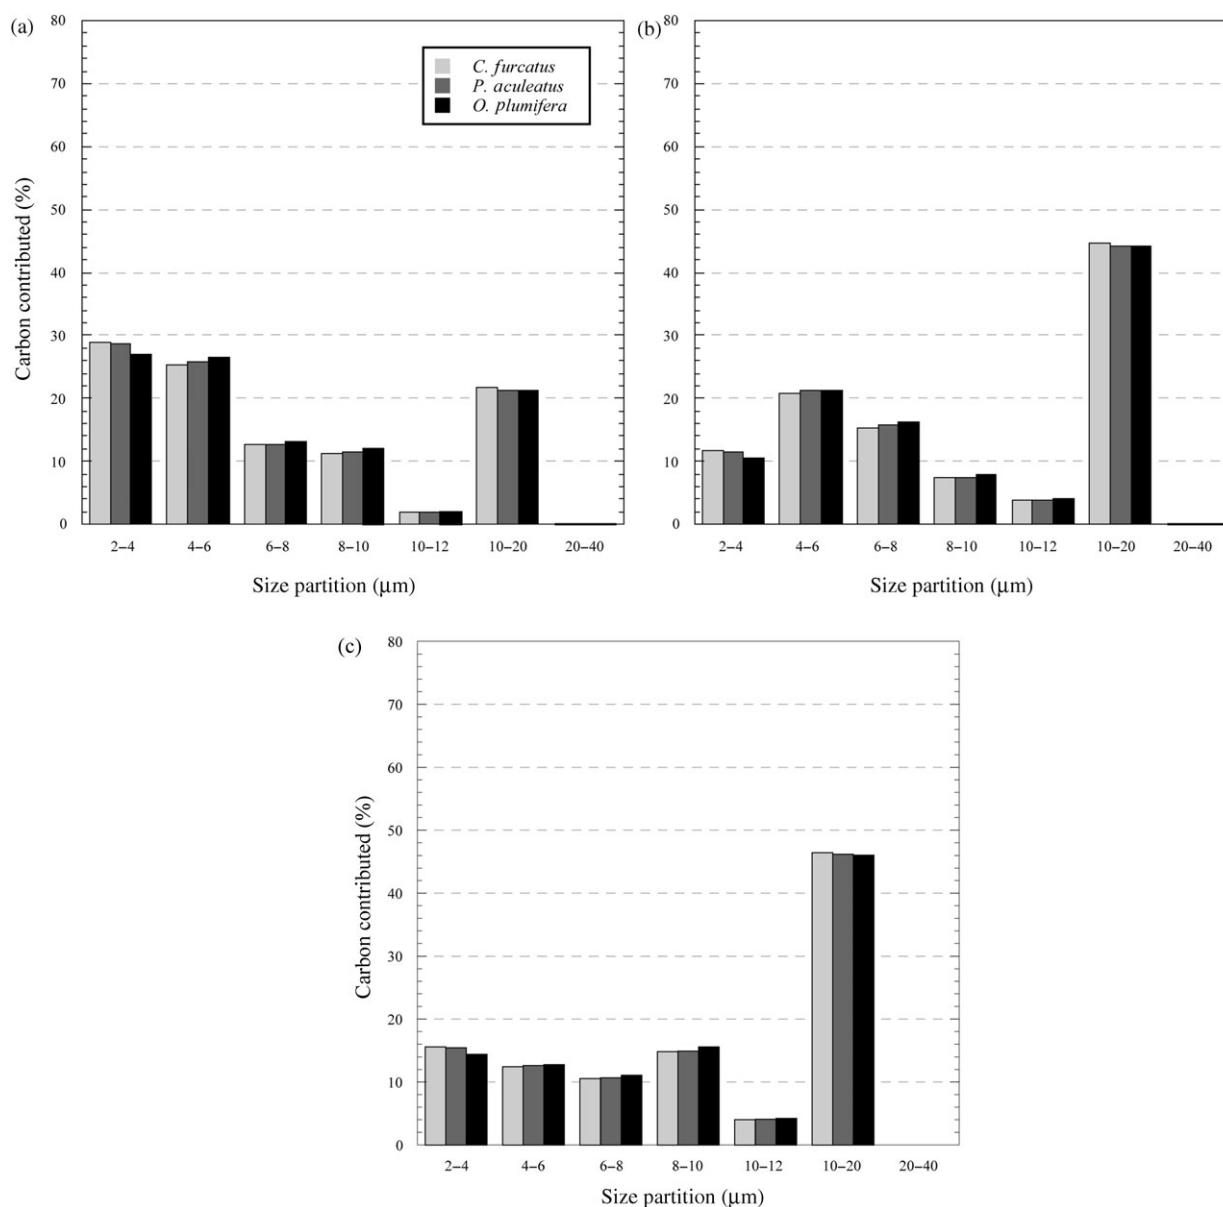 (a)
80
70
60
50
40
30
20
10
0
Carbon contributed (%)
C. furcatus
P. aculeatus
O. plumifera
2–4 4–6 6–8 8–10 10–12 10–20 20–40
Size partition (μm)
(b)
80
70
60
50
40
30
20
10
0
2–4 4–6 6–8 8–10 10–12 10–20 20–40
Size partition (μm)
(c)
80
70
60
50
40
30
20
10
0
Carbon contributed (%)
2–4 4–6 6–8 8–10 10–12 10–20 20–40
Size partition (μm)